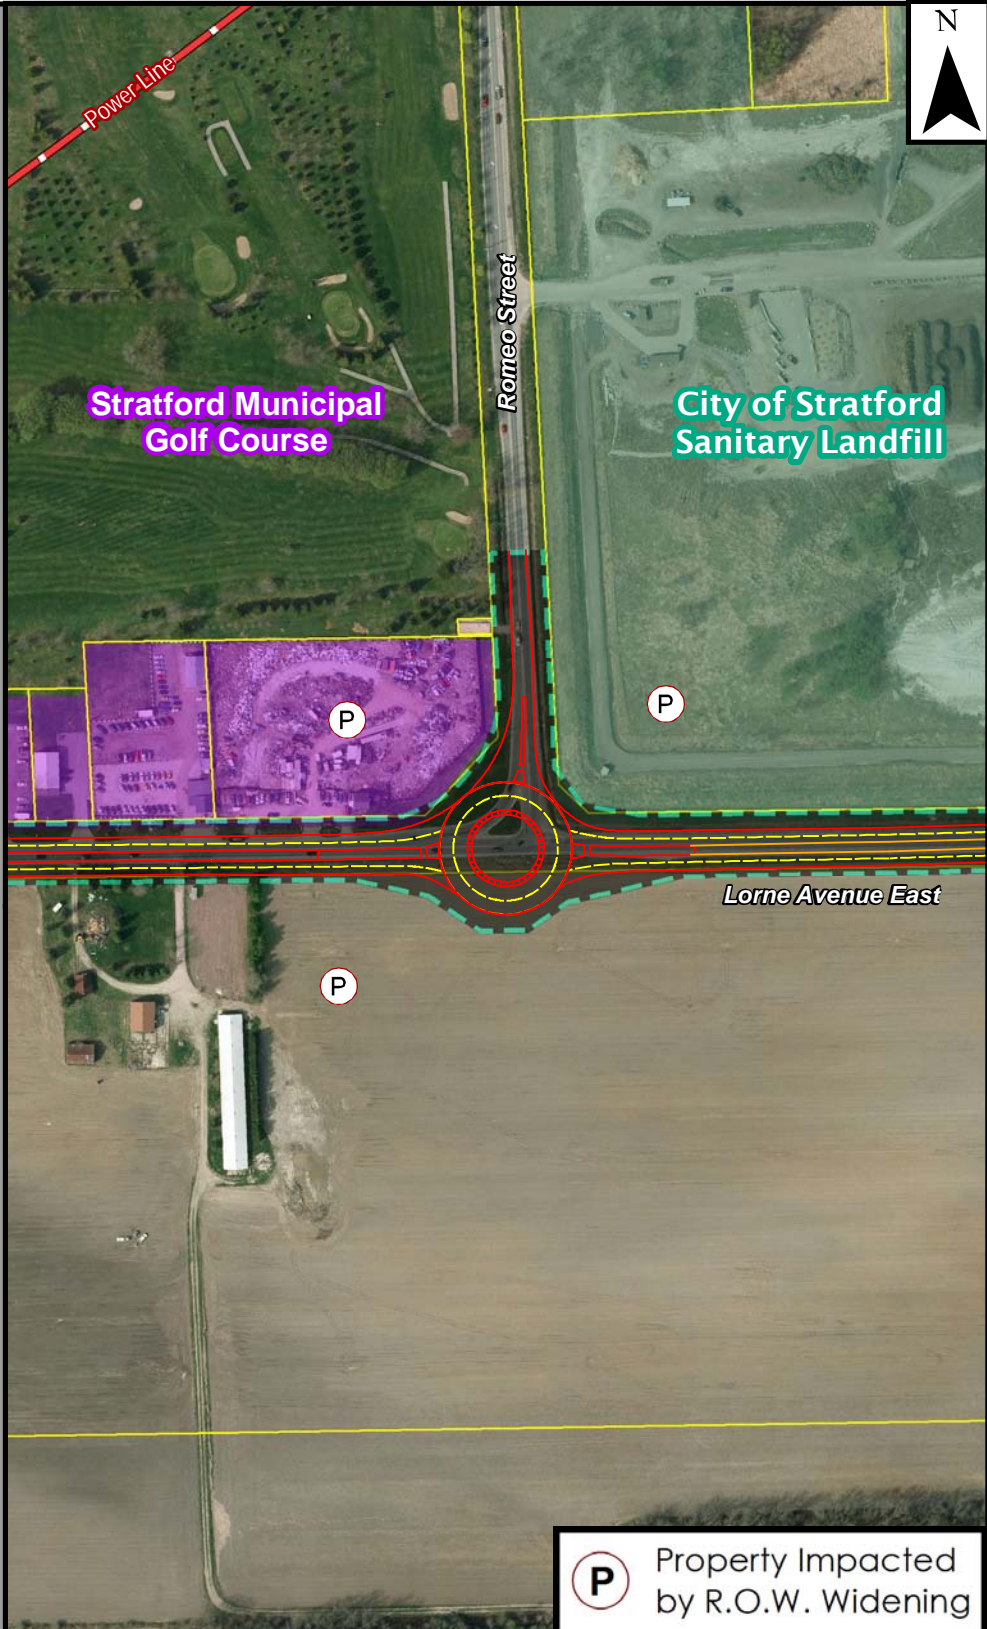 N
Power Line
Romeo Street
Stratford Municipal
Golf Course
City of Stratford
Sanitary Landfill
P
P
Lorne Avenue East
P
P
Property Impacted
by R.O.W. Widening